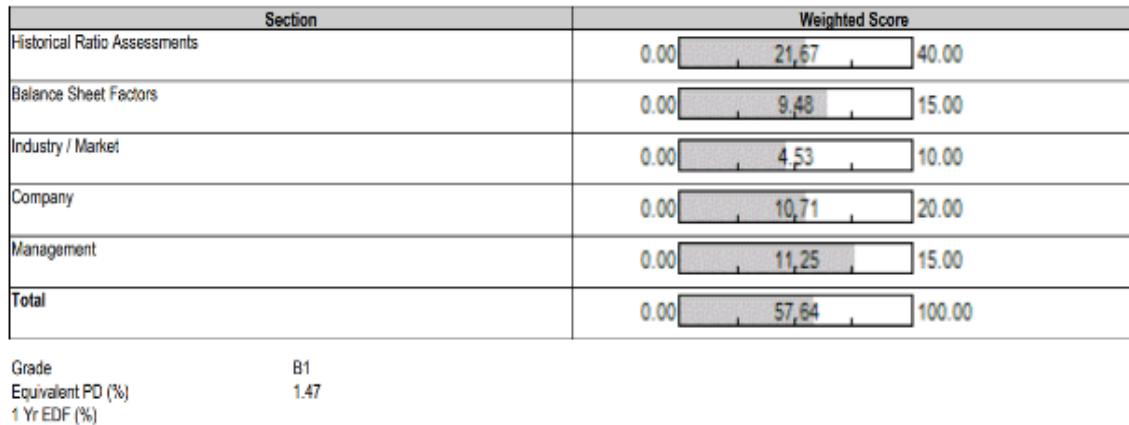 Section Weighted Score
Historical Ratio Assessments 0.00 21.67 40.00
Balance Sheet Factors 0.00 9.48 15.00
Industry / Market 0.00 4.53 10.00
Company 0.00 10.71 20.00
Management 0.00 11.25 15.00
Total 0.00 57.64 100.00
Grade B1
Equivalent PD (%) 1.47
1 Yr EDF (%)